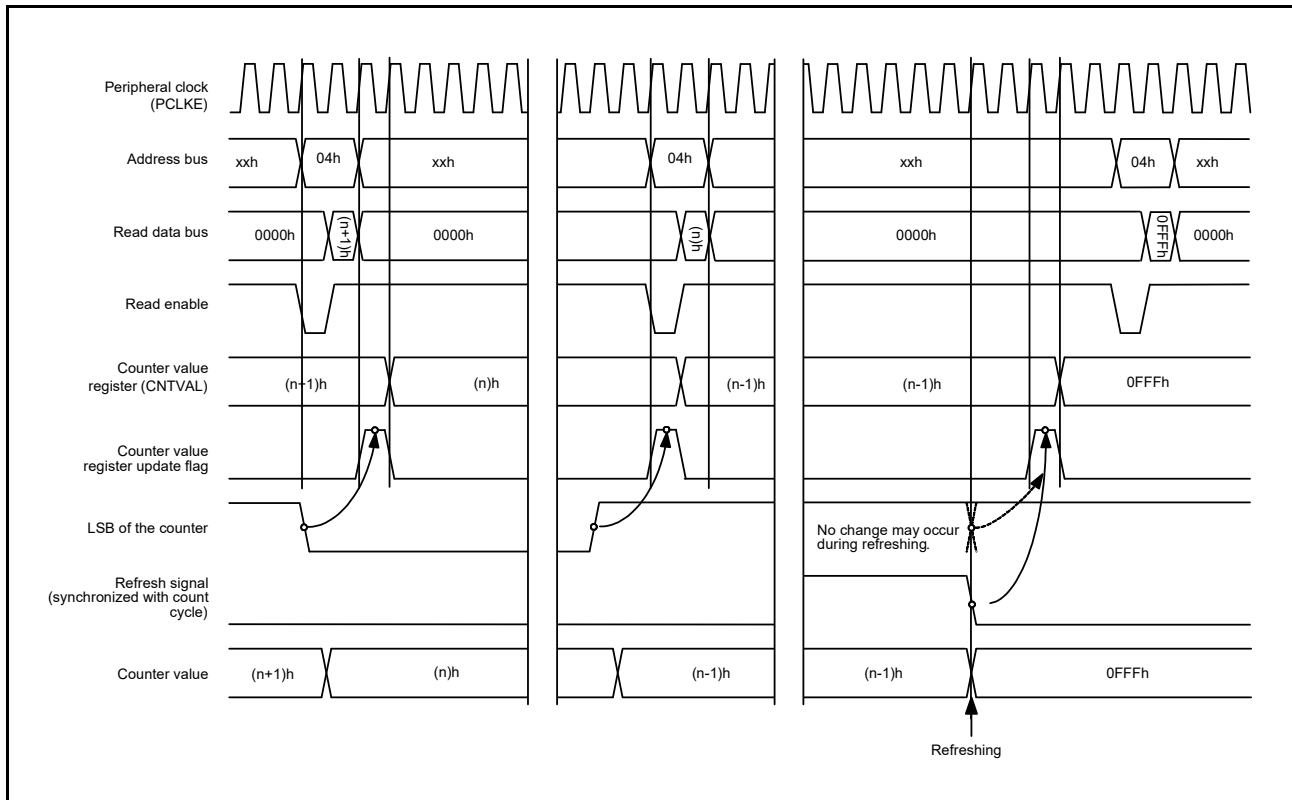 Peripheral clock
(PCLKE)
Address bus
xxh
04h
xxh
04h
xxh
04h
xxh
Read data bus
0000h
(n+1)h
0000h
(n)h
0000h
0FFFh
0000h
Read enable
Counter value
register (CNTVAL)
(n+1)h
(n)h
(n-1)h
(n-1)h
0FFFh
Counter value
register update flag
LSB of the counter
No change may occur
during refreshing.
Refresh signal
(synchronized with count
cycle)
Counter value
(n+1)h
(n)h
(n-1)h
(n-1)h
0FFFh
Refreshing